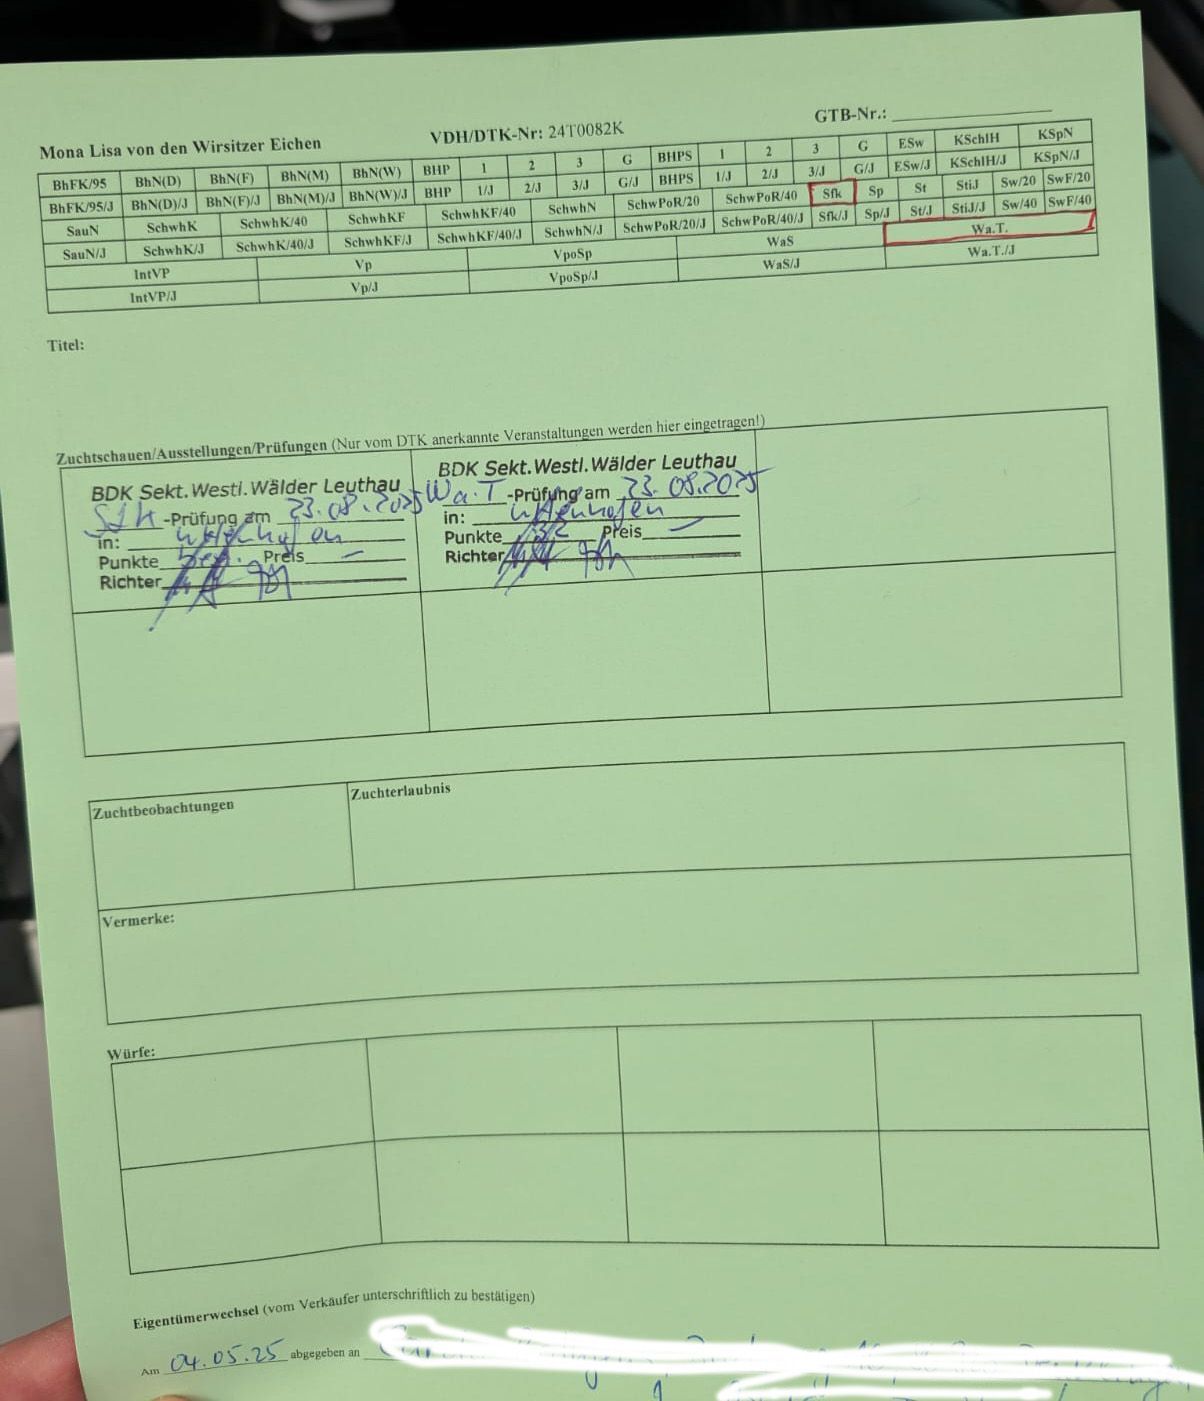 Mona Lisa von den Wirsitzer Eichen VDH/DTK-Nr: 24T0082K GTB-Nr.:
BhFK/95 BhN(D) BhN(F) BhN(M) BhN(W) BHP 1 2 3 G BHPS 1 2 3 G ESw KSchlH KSpN
BhFK/95/J BhN(D)/J BhN(F)/J BhN(M)/J BhN(W)/J BHP 1/J 2/J 3/J G/J BHPS 1/J 2/J 3/J G/J ESw/J KSchlH/J KSpN/J
SauN SchwhK SchwhK/40 SchwhKF SchwhKF/40 SchwhN SchwPoR/20 SchwPoR/40 Sfk Sp St StiJ Sw/20 SwF/20
SauN/J SchwhK/J SchwhK/40/J SchwhKF/J SchwhKF/40/J SchwhN/J SchwPoR/20/J SchwPoR/40/J Sfk/J Sp/J St/J StiJ/J Sw/40 SwF/40
IntVP Vp VpoSp WaS Wa.T.
IntVP/J Vp/J VpoSp/J WaS/J Wa.T./J
Titel:
Zuchtschauen/Ausstellungen/Prüfungen (Nur vom DTK anerkannte Veranstaltungen werden hier eingetragen!)
BDK Sekt.Westl.Wälder Leuthau
Sfk-Prüfung am 23.08.2025
in:
Punkte Preis —
Richter
BDK Sekt.Westl.Wälder Leuthau
Wa.T-Prüfung am 23.08.2025
in:
Punkte Preis —
Richter
Zuchtbeobachtungen
Zuchterlaubnis
Vermerke:
Würfe:
Eigentümerwechsel (vom Verkäufer unterschriftlich zu bestätigen)
Am 04.05.25 abgegeben an